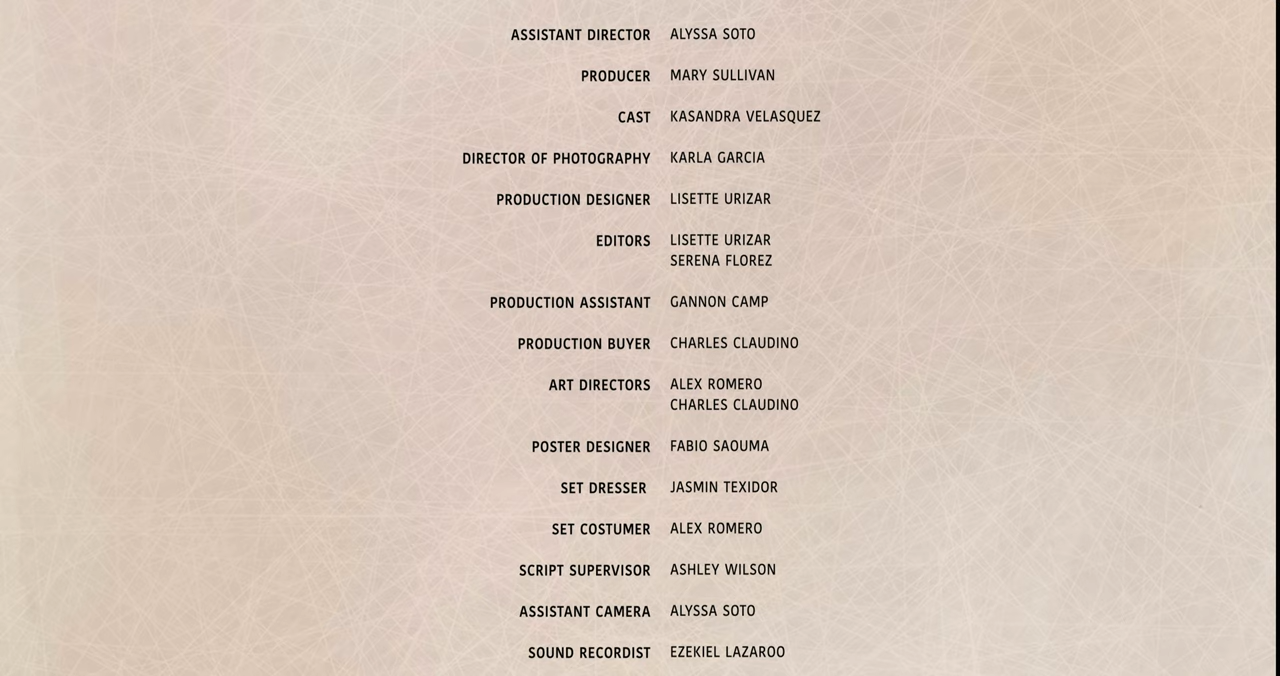 ASSISTANT DIRECTOR ALYSSA SOTO
PRODUCER MARY SULLIVAN
CAST KASANDRA VELASQUEZ
DIRECTOR OF PHOTOGRAPHY KARLA GARCIA
PRODUCTION DESIGNER LISETTE URIZAR
EDITORS LISETTE URIZAR
SERENA FLOREZ
PRODUCTION ASSISTANT GANNON CAMP
PRODUCTION BUYER CHARLES CLAUDINO
ART DIRECTORS ALEX ROMERO
CHARLES CLAUDINO
POSTER DESIGNER FABIO SAOUMA
SET DRESSER JASMIN TEXIDOR
SET COSTUMER ALEX ROMERO
SCRIPT SUPERVISOR ASHLEY WILSON
ASSISTANT CAMERA ALYSSA SOTO
SOUND RECORDIST EZEKIEL LAZAROO